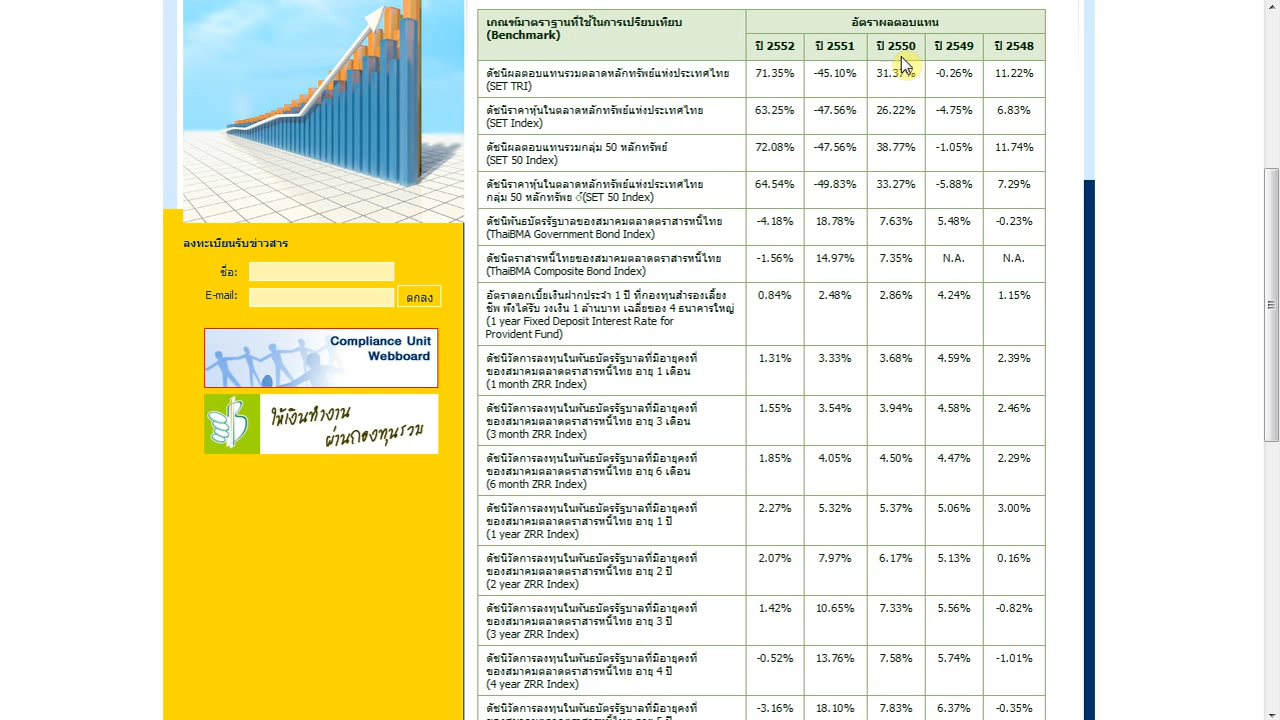 ลงทะเบียนรับข่าวสาร
ชื่อ:
E-mail:
ตกลง
Compliance Unit
Webboard
ให้เงินทำงาน
ผ่านกองทุนรวม
เกณฑ์มาตราฐานที่ใช้ในการเปรียบเทียบ
(Benchmark)
อัตราผลตอบแทน
ปี 2552 ปี 2551 ปี 2550 ปี 2549 ปี 2548
ดัชนีผลตอบแทนรวมตลาดหลักทรัพย์แห่งประเทศไทย
(SET TRI)
71.35% -45.10% 31.3 % -0.26% 11.22%
ดัชนีราคาหุ้นในตลาดหลักทรัพย์แห่งประเทศไทย
(SET Index)
63.25% -47.56% 26.22% -4.75% 6.83%
ดัชนีผลตอบแทนรวมกลุ่ม 50 หลักทรัพย์
(SET 50 Index)
72.08% -47.56% 38.77% -1.05% 11.74%
ดัชนีราคาหุ้นในตลาดหลักทรัพย์แห่งประเทศไทย
กลุ่ม 50 หลักทรัพย ์(SET 50 Index)
64.54% -49.83% 33.27% -5.88% 7.29%
ดัชนีพันธบัตรรัฐบาลของสมาคมตลาดตราสารหนี้ไทย
(ThaiBMA Government Bond Index)
-4.18% 18.78% 7.63% 5.48% -0.23%
ดัชนีตราสารหนี้ไทยของสมาคมตลาดตราสารหนี้ไทย
(ThaiBMA Composite Bond Index)
-1.56% 14.97% 7.35% N.A. N.A.
อัตราดอกเบี้ยเงินฝากประจำ 1 ปี ที่กองทุนสำรองเลี้ยง
ชีพ พึงได้รับ วงเงิน 1 ล้านบาท เฉลี่ยของ 4 ธนาคารใหญ่
(1 year Fixed Deposit Interest Rate for
Provident Fund)
0.84% 2.48% 2.86% 4.24% 1.15%
ดัชนีวัดการลงทุนในพันธบัตรรัฐบาลที่มีอายุคงที่
ของสมาคมตลาดตราสารหนี้ไทย อายุ 1 เดือน
(1 month ZRR Index)
1.31% 3.33% 3.68% 4.59% 2.39%
ดัชนีวัดการลงทุนในพันธบัตรรัฐบาลที่มีอายุคงที่
ของสมาคมตลาดตราสารหนี้ไทย อายุ 3 เดือน
(3 month ZRR Index)
1.55% 3.54% 3.94% 4.58% 2.46%
ดัชนีวัดการลงทุนในพันธบัตรรัฐบาลที่มีอายุคงที่
ของสมาคมตลาดตราสารหนี้ไทย อายุ 6 เดือน
(6 month ZRR Index)
1.85% 4.05% 4.50% 4.47% 2.29%
ดัชนีวัดการลงทุนในพันธบัตรรัฐบาลที่มีอายุคงที่
ของสมาคมตลาดตราสารหนี้ไทย อายุ 1 ปี
(1 year ZRR Index)
2.27% 5.32% 5.37% 5.06% 3.00%
ดัชนีวัดการลงทุนในพันธบัตรรัฐบาลที่มีอายุคงที่
ของสมาคมตลาดตราสารหนี้ไทย อายุ 2 ปี
(2 year ZRR Index)
2.07% 7.97% 6.17% 5.13% 0.16%
ดัชนีวัดการลงทุนในพันธบัตรรัฐบาลที่มีอายุคงที่
ของสมาคมตลาดตราสารหนี้ไทย อายุ 3 ปี
(3 year ZRR Index)
1.42% 10.65% 7.33% 5.56% -0.82%
ดัชนีวัดการลงทุนในพันธบัตรรัฐบาลที่มีอายุคงที่
ของสมาคมตลาดตราสารหนี้ไทย อายุ 4 ปี
(4 year ZRR Index)
-0.52% 13.76% 7.58% 5.74% -1.01%
ดัชนีวัดการลงทุนในพันธบัตรรัฐบาลที่มีอายุคงที่
-3.16% 18.10% 7.83% 6.37% -0.35%